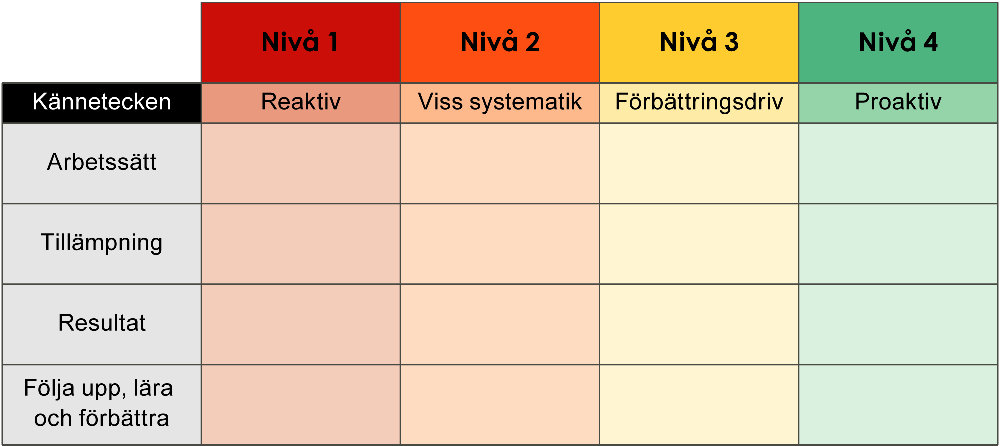 Nivå 1 Nivå 2 Nivå 3 Nivå 4
Kännetecken Reaktiv Viss systematik Förbättringsdriv Proaktiv
Arbetssätt
Tillämpning
Resultat
Följa upp, lära
och förbättra